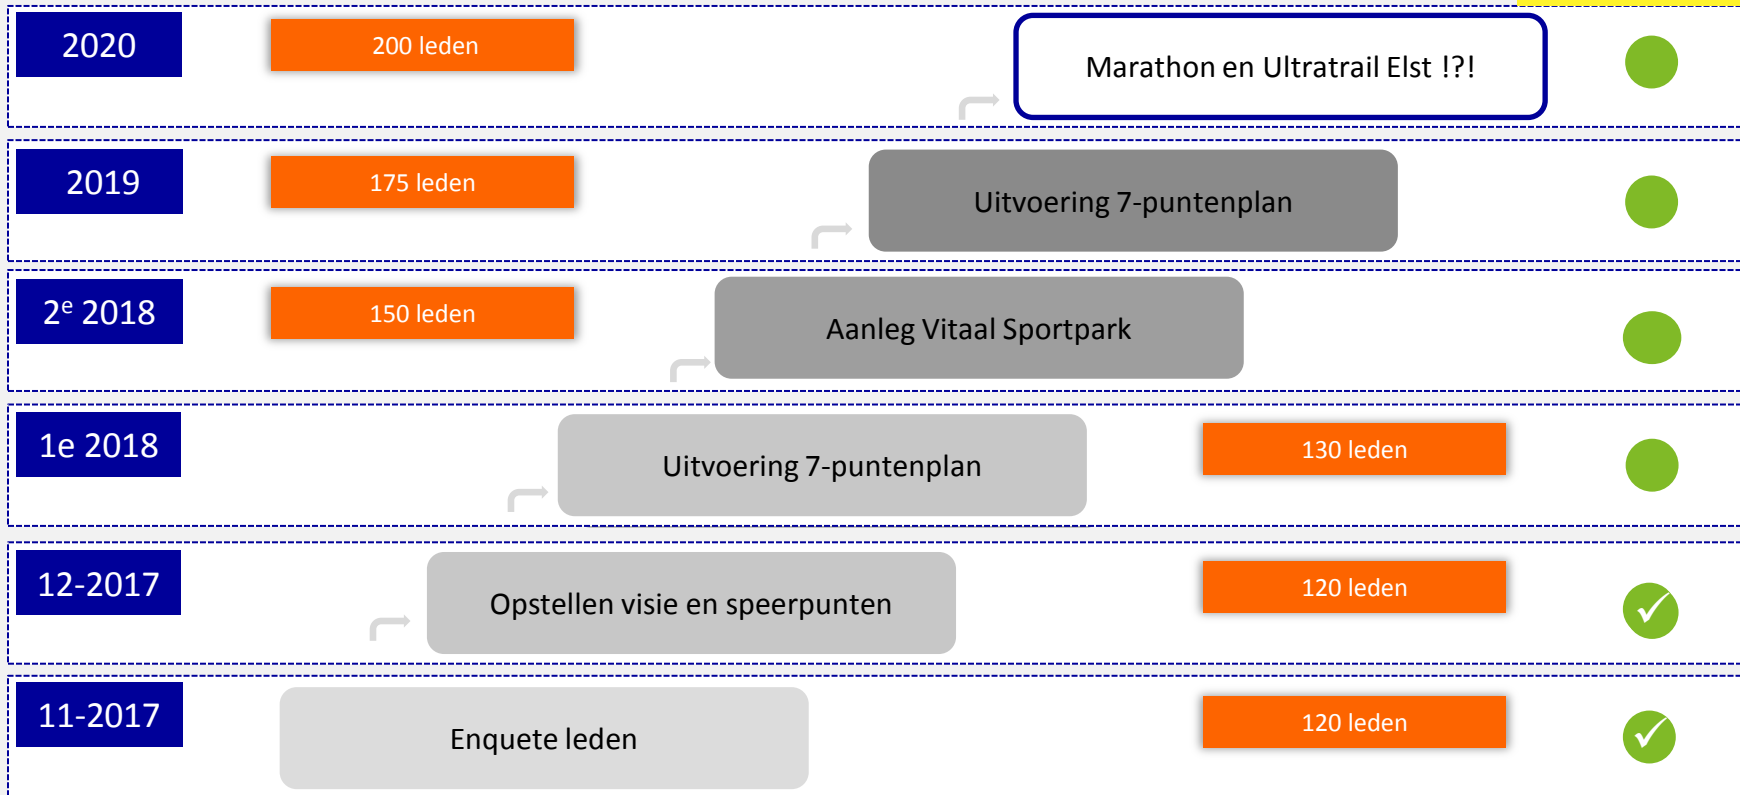 2020
200 leden
Marathon en Ultratrail Elst !?!
2019
175 leden
Uitvoering 7-puntenplan
2e 2018
150 leden
Aanleg Vitaal Sportpark
1e 2018
Uitvoering 7-puntenplan
130 leden
12-2017
Opstellen visie en speerpunten
120 leden
11-2017
Enquete leden
120 leden